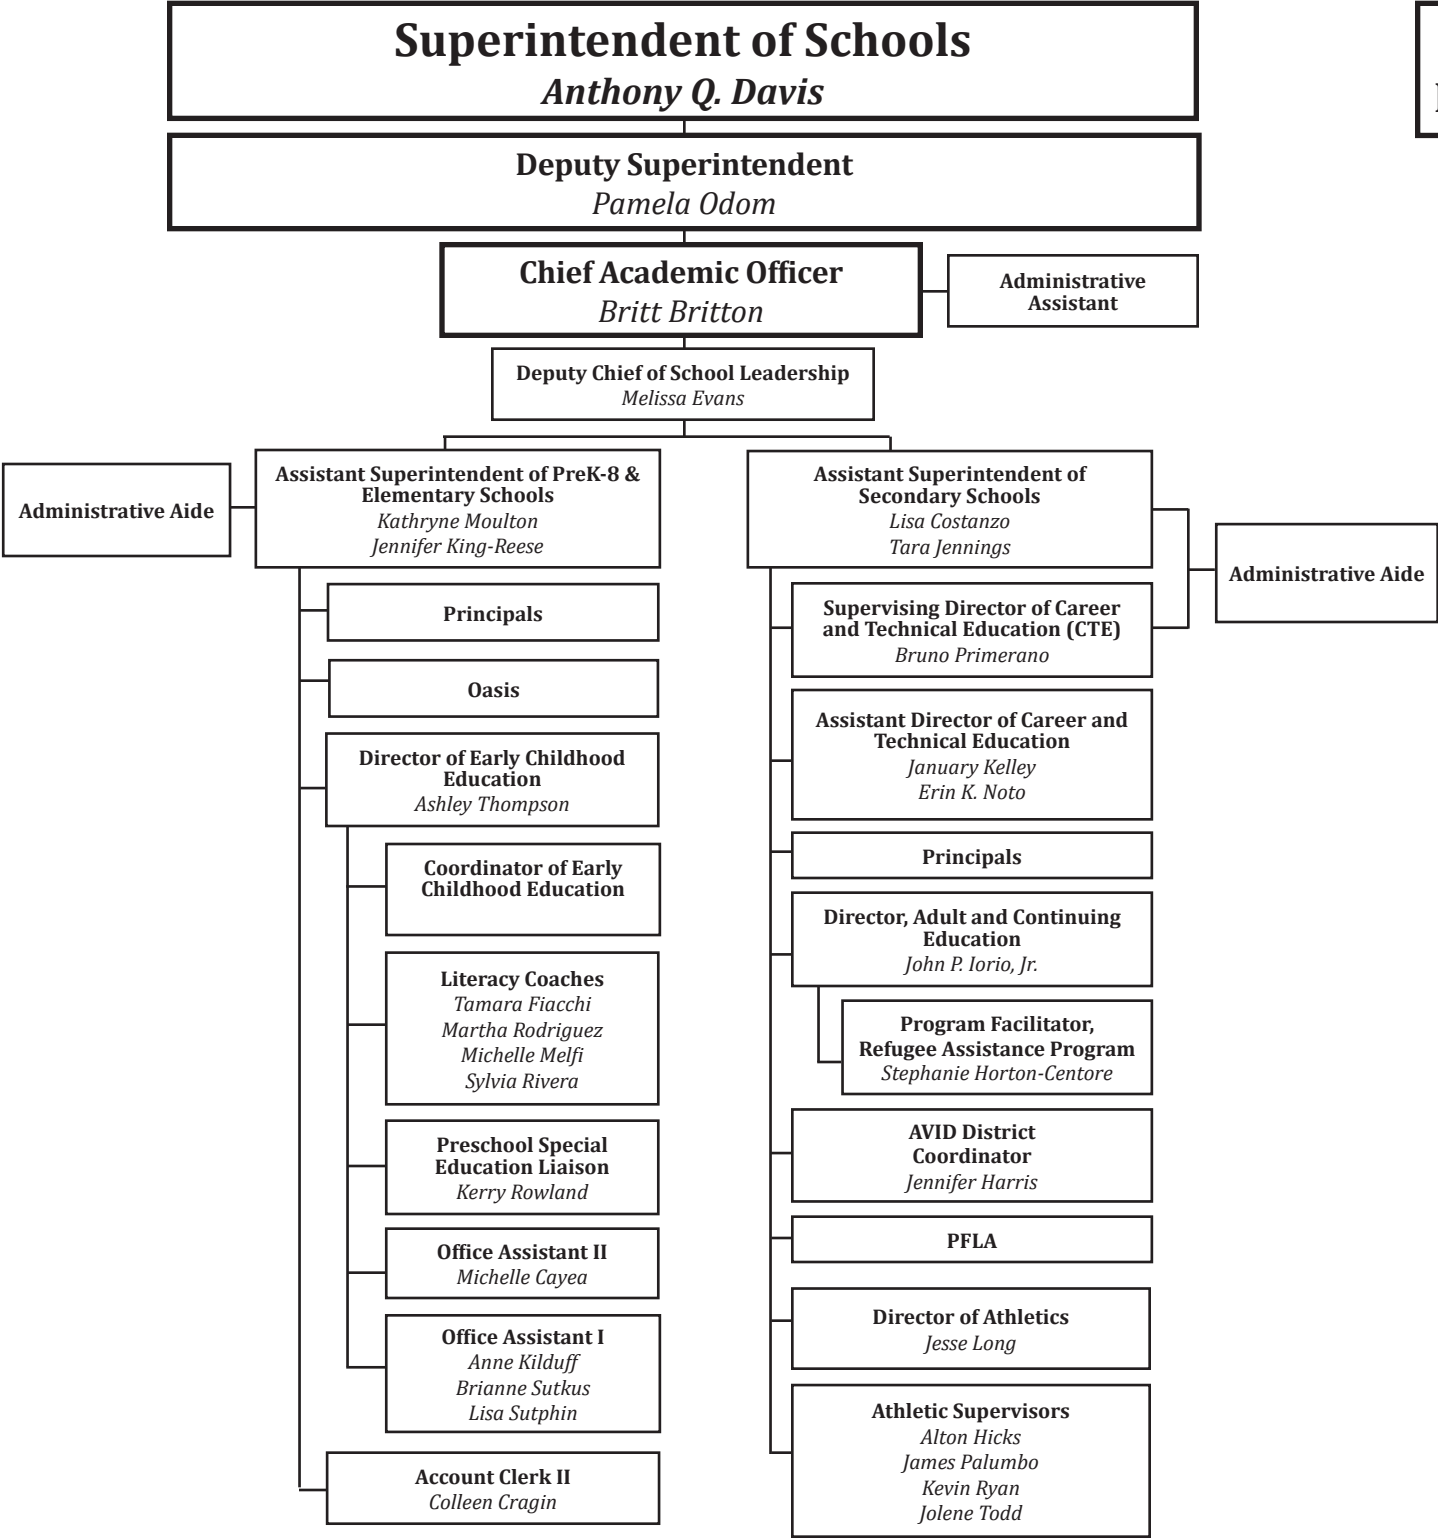 Superintendent of Schools
Anthony Q. Davis
Deputy Superintendent
Pamela Odom
Chief Academic Officer
Britt Britton
Administrative
Assistant
Deputy Chief of School Leadership
Melissa Evans
Administrative Aide
Assistant Superintendent of PreK-8 &
Elementary Schools
Kathryne Moulton
Jennifer King-Reese
Principals
Oasis
Director of Early Childhood
Education
Ashley Thompson
Coordinator of Early
Childhood Education
Literacy Coaches
Tamara Fiacchi
Martha Rodriguez
Michelle Melfi
Sylvia Rivera
Preschool Special
Education Liaison
Kerry Rowland
Office Assistant II
Michelle Cayea
Office Assistant I
Anne Kilduff
Brianne Sutkus
Lisa Sutphin
Account Clerk II
Colleen Cragin
Assistant Superintendent of
Secondary Schools
Lisa Costanzo
Tara Jennings
Administrative Aide
Supervising Director of Career
and Technical Education (CTE)
Bruno Primerano
Assistant Director of Career and
Technical Education
January Kelley
Erin K. Noto
Principals
Director, Adult and Continuing
Education
John P. Iorio, Jr.
Program Facilitator,
Refugee Assistance Program
Stephanie Horton-Centore
AVID District
Coordinator
Jennifer Harris
PFLA
Director of Athletics
Jesse Long
Athletic Supervisors
Alton Hicks
James Palumbo
Kevin Ryan
Jolene Todd